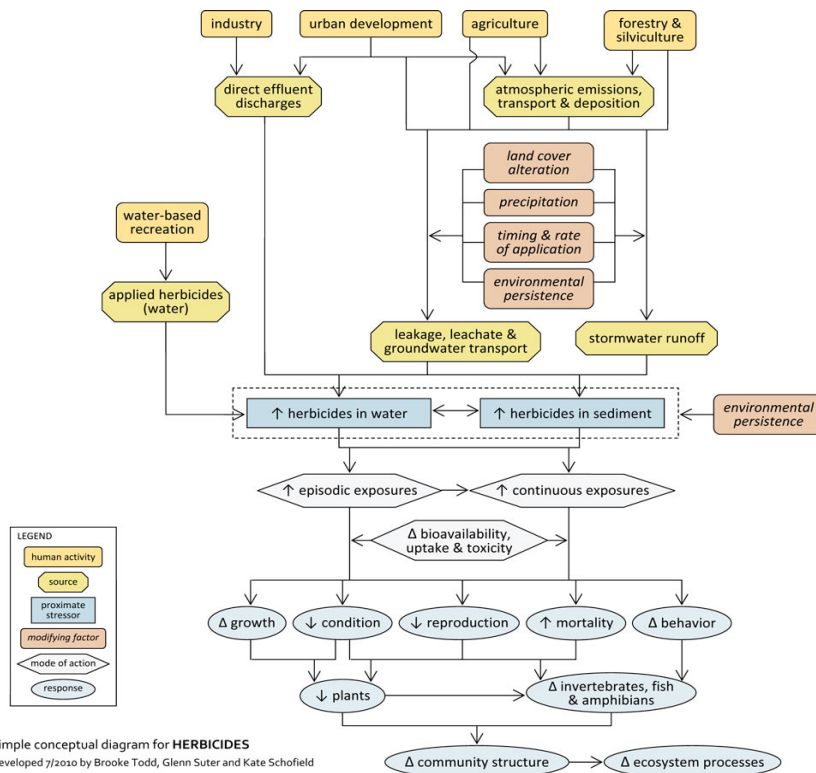 industry
urban development
agriculture
forestry &
silviculture
direct effluent
discharges
atmospheric emissions,
transport & deposition
land cover
alteration
precipitation
timing & rate
of application
environmental
persistence
water-based
recreation
applied herbicides
(water)
leakage, leachate &
groundwater transport
stormwater runoff
↑ herbicides in water
↑ herbicides in sediment
environmental
persistence
↑ episodic exposures
↑ continuous exposures
Δ bioavailability,
uptake & toxicity
Δ growth
↓ condition
↓ reproduction
↑ mortality
Δ behavior
↓ plants
Δ invertebrates, fish
& amphibians
Δ community structure
Δ ecosystem processes
LEGEND
human activity
source
proximate
stressor
modifying factor
mode of action
response
imple conceptual diagram for HERBICIDES
eveloped 7/2010 by Brooke Todd, Glenn Suter and Kate Schofield